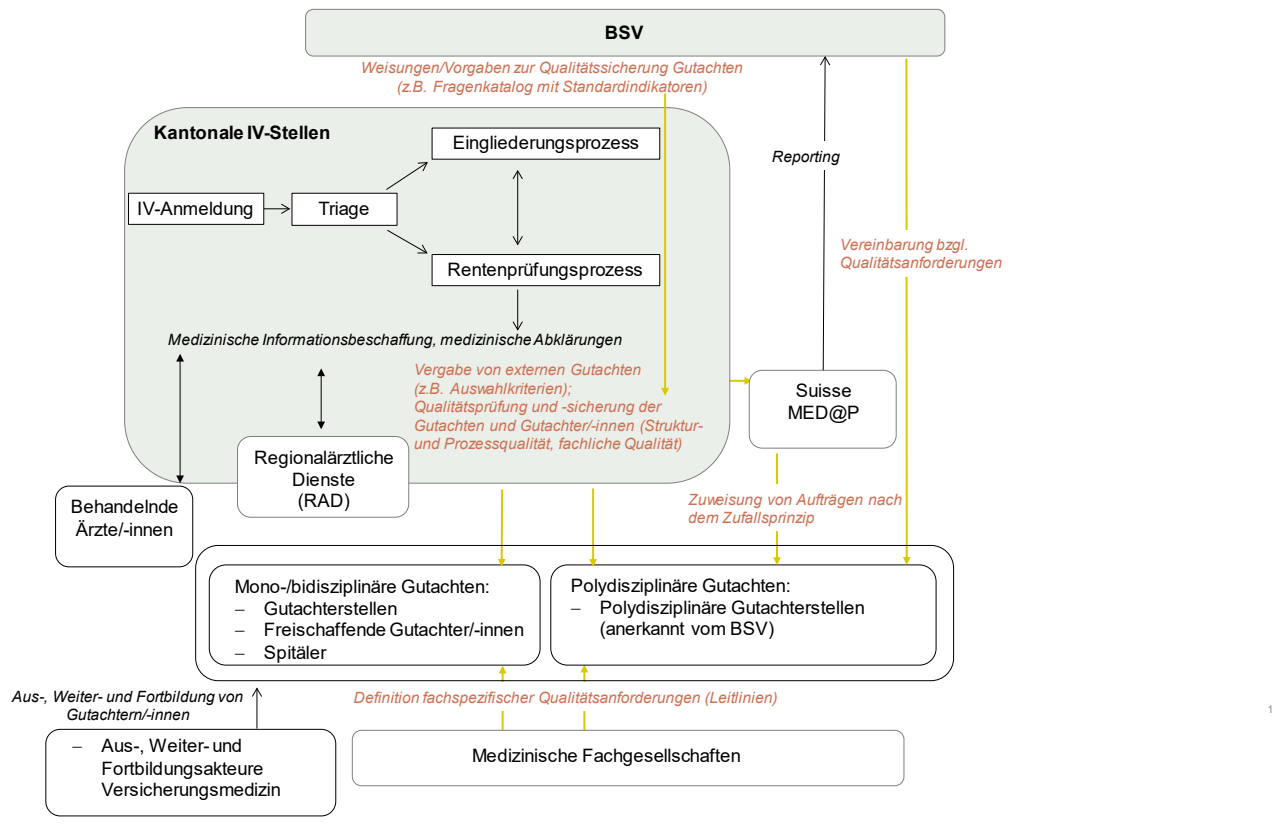 BSV
Weisungen/Vorgaben zur Qualitätssicherung Gutachten
(z.B. Fragenkatalog mit Standardindikatoren)
Kantonale IV-Stellen
Eingliederungsprozess
Reporting
IV-Anmeldung
Triage
Vereinbarung bzgl.
Qualitätsanforderungen
Rentenprüfungsprozess
Medizinische Informationsbeschaffung, medizinische Abklärungen
Vergabe von externen Gutachten
(z.B. Auswahlkriterien);
Qualitätsprüfung und -sicherung der
Gutachten und Gutachter/-innen (Struktur-
und Prozessqualität, fachliche Qualität)
Suisse
MED@P
Regionalärztliche
Dienste
(RAD)
Behandelnde
Ärzte/-innen
Zuweisung von Aufträgen nach
dem Zufallsprinzip
Mono-/bidisziplinäre Gutachten:
– Gutachterstellen
– Freischaffende Gutachter/-innen
– Spitäler
Polydisziplinäre Gutachten:
– Polydisziplinäre Gutachterstellen
(anerkannt vom BSV)
Aus-, Weiter- und Fortbildung von
Gutachtern/-innen
Definition fachspezifischer Qualitätsanforderungen (Leitlinien)
– Aus-, Weiter- und
Fortbildungsakteure
Versicherungsmedizin
Medizinische Fachgesellschaften
1